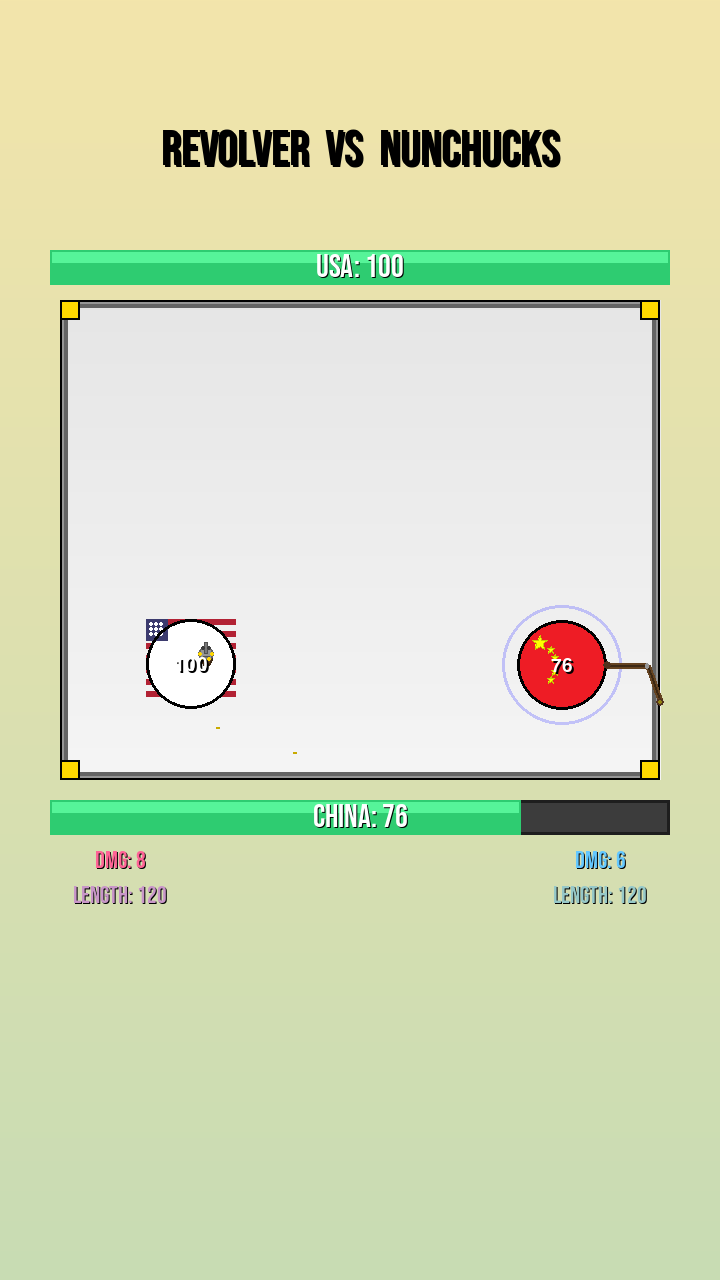 REVOLVER VS NUNCHUCKS
USA: 100
100
76
CHINA: 76
DMG: 8
DMG: 6
LENGTH: 120
LENGTH: 120